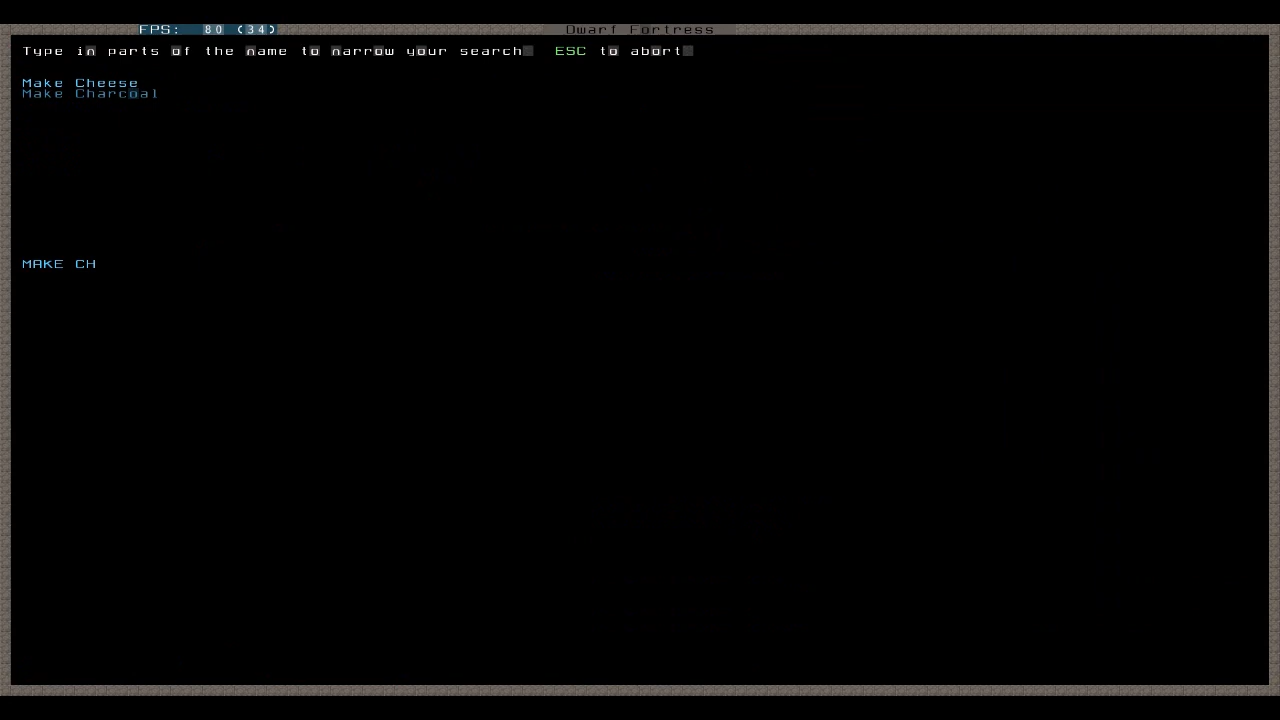 FPS: 80 (34) Dwarf Fortress
Type in parts of the name to narrow your search. ESC to abort.
Make Cheese
Make Charcoal
MAKE CH